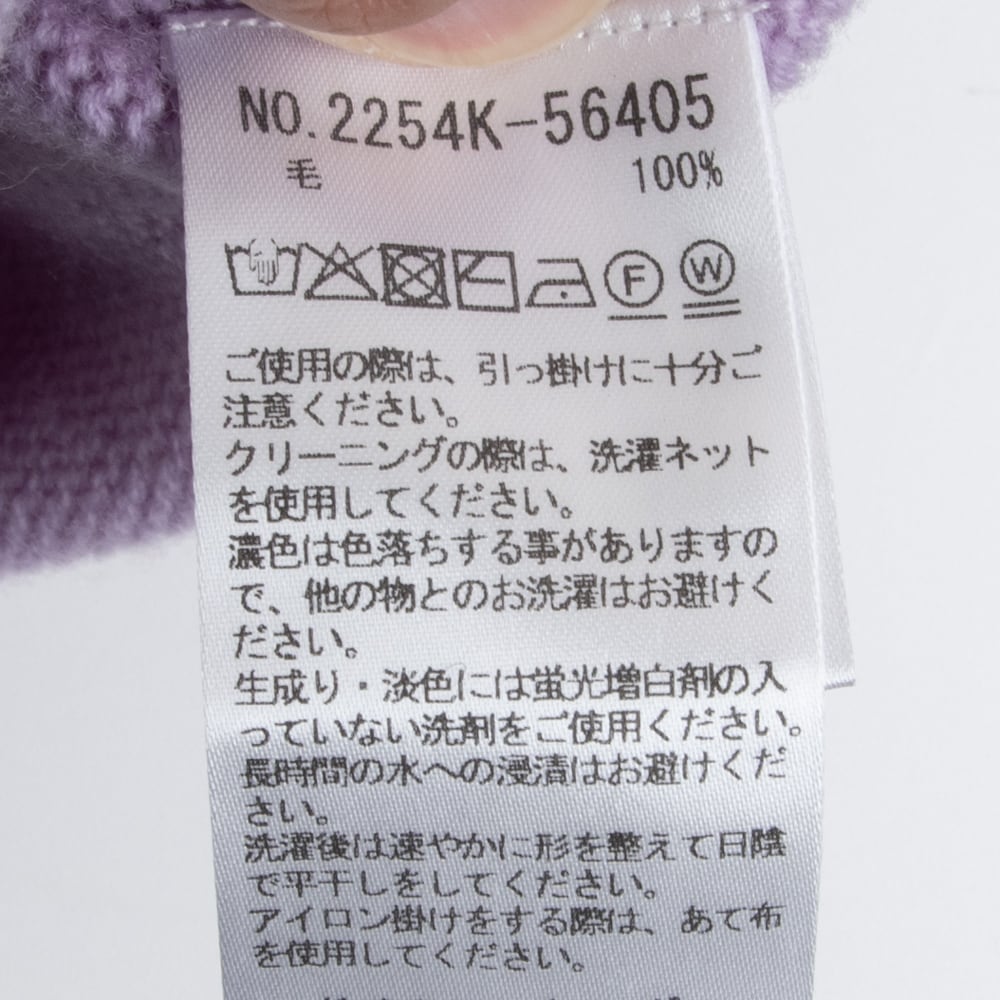 NO.2254K-56405
毛 100%
F W
ご使用の際は、引っ掛けに十分ご
注意ください。
クリーニングの際は、洗濯ネット
を使用してください。
濃色は色落ちする事がありますの
で、他の物とのお洗濯はお避けく
ださい。
生成り・淡色には蛍光増白剤の入
っていない洗剤をご使用ください。
長時間の水への浸漬はお避けくだ
さい。
洗濯後は速やかに形を整えて日陰
で平干しをしてください。
アイロン掛けをする際は、あて布
を使用してください。